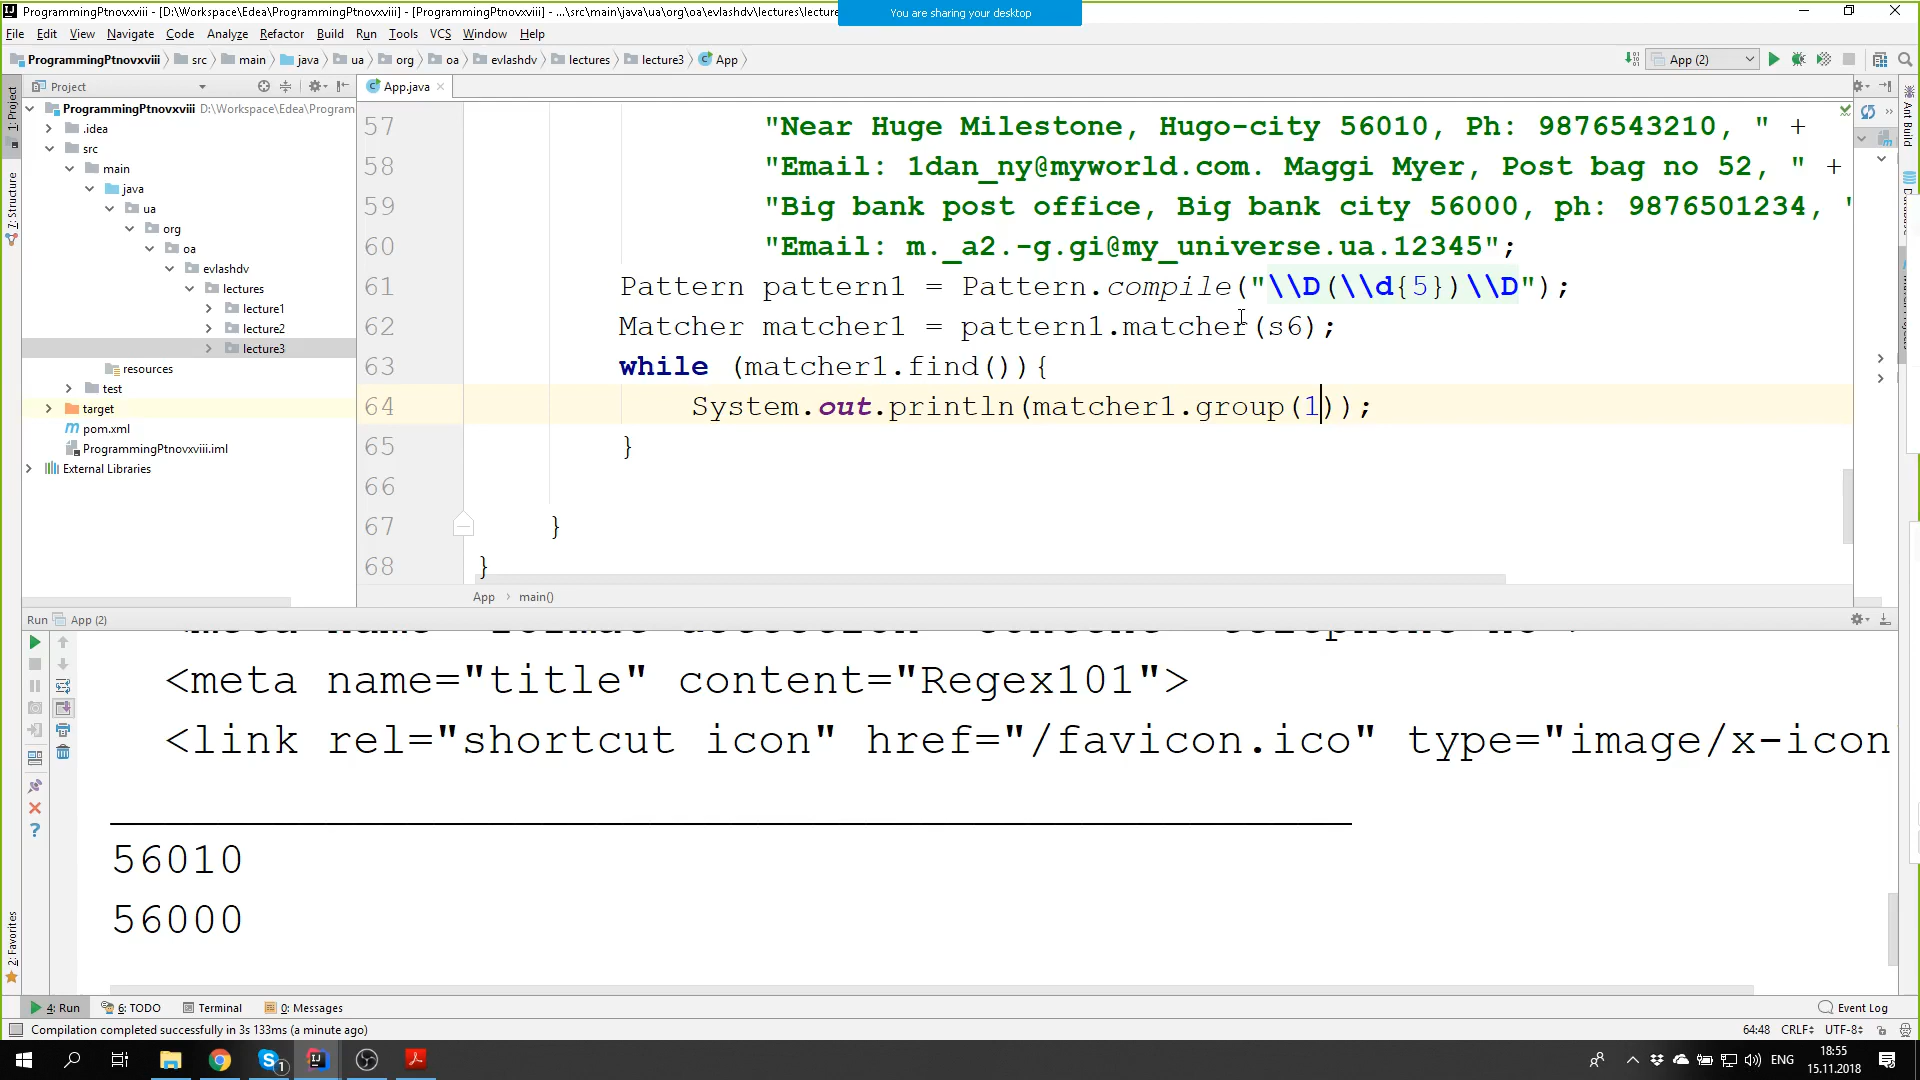 ProgrammingPtnovxviii - [D:\Workspace\Edea\ProgrammingPtnovxviii] - [ProgrammingPtnovxviii] - ...\src\main\java\ua\org\oa\evlashdv\lectures\lecture
You are sharing your desktop
File Edit View Navigate Code Analyze Refactor Build Run Tools VCS Window Help
ProgrammingPtnovxviii src main java ua org oa evlashdv lectures lecture3 App
App (2)
Project
App.java
1: Project
7: Structure
2: Favorites
Ant Build
ProgrammingPtnovxviii D:\Workspace\Edea\Program
.idea
src
main
java
ua
org
oa
evlashdv
lectures
lecture1
lecture2
lecture3
resources
test
target
pom.xml
ProgrammingPtnovxviii.iml
External Libraries
57 "Near Huge Milestone, Hugo-city 56010, Ph: 9876543210, " +
58 "Email: 1dan_ny@myworld.com. Maggi Myer, Post bag no 52, " +
59 "Big bank post office, Big bank city 56000, ph: 9876501234, "
60 "Email: m._a2.-g.gi@my_universe.ua.12345";
61 Pattern pattern1 = Pattern.compile("\\D(\\d{5})\\D");
62 Matcher matcher1 = pattern1.matcher(s6);
63 while (matcher1.find()){
64 System.out.println(matcher1.group(1));
65 }
66
67 }
68 }
App main()
Run App (2)
<meta name="title" content="Regex101">
<link rel="shortcut icon" href="/favicon.ico" type="image/x-icon
56010
56000
4: Run 6: TODO Terminal 0: Messages Event Log
Compilation completed successfully in 3s 133ms (a minute ago) 64:48 CRLF UTF-8
ENG
18:55
15.11.2018